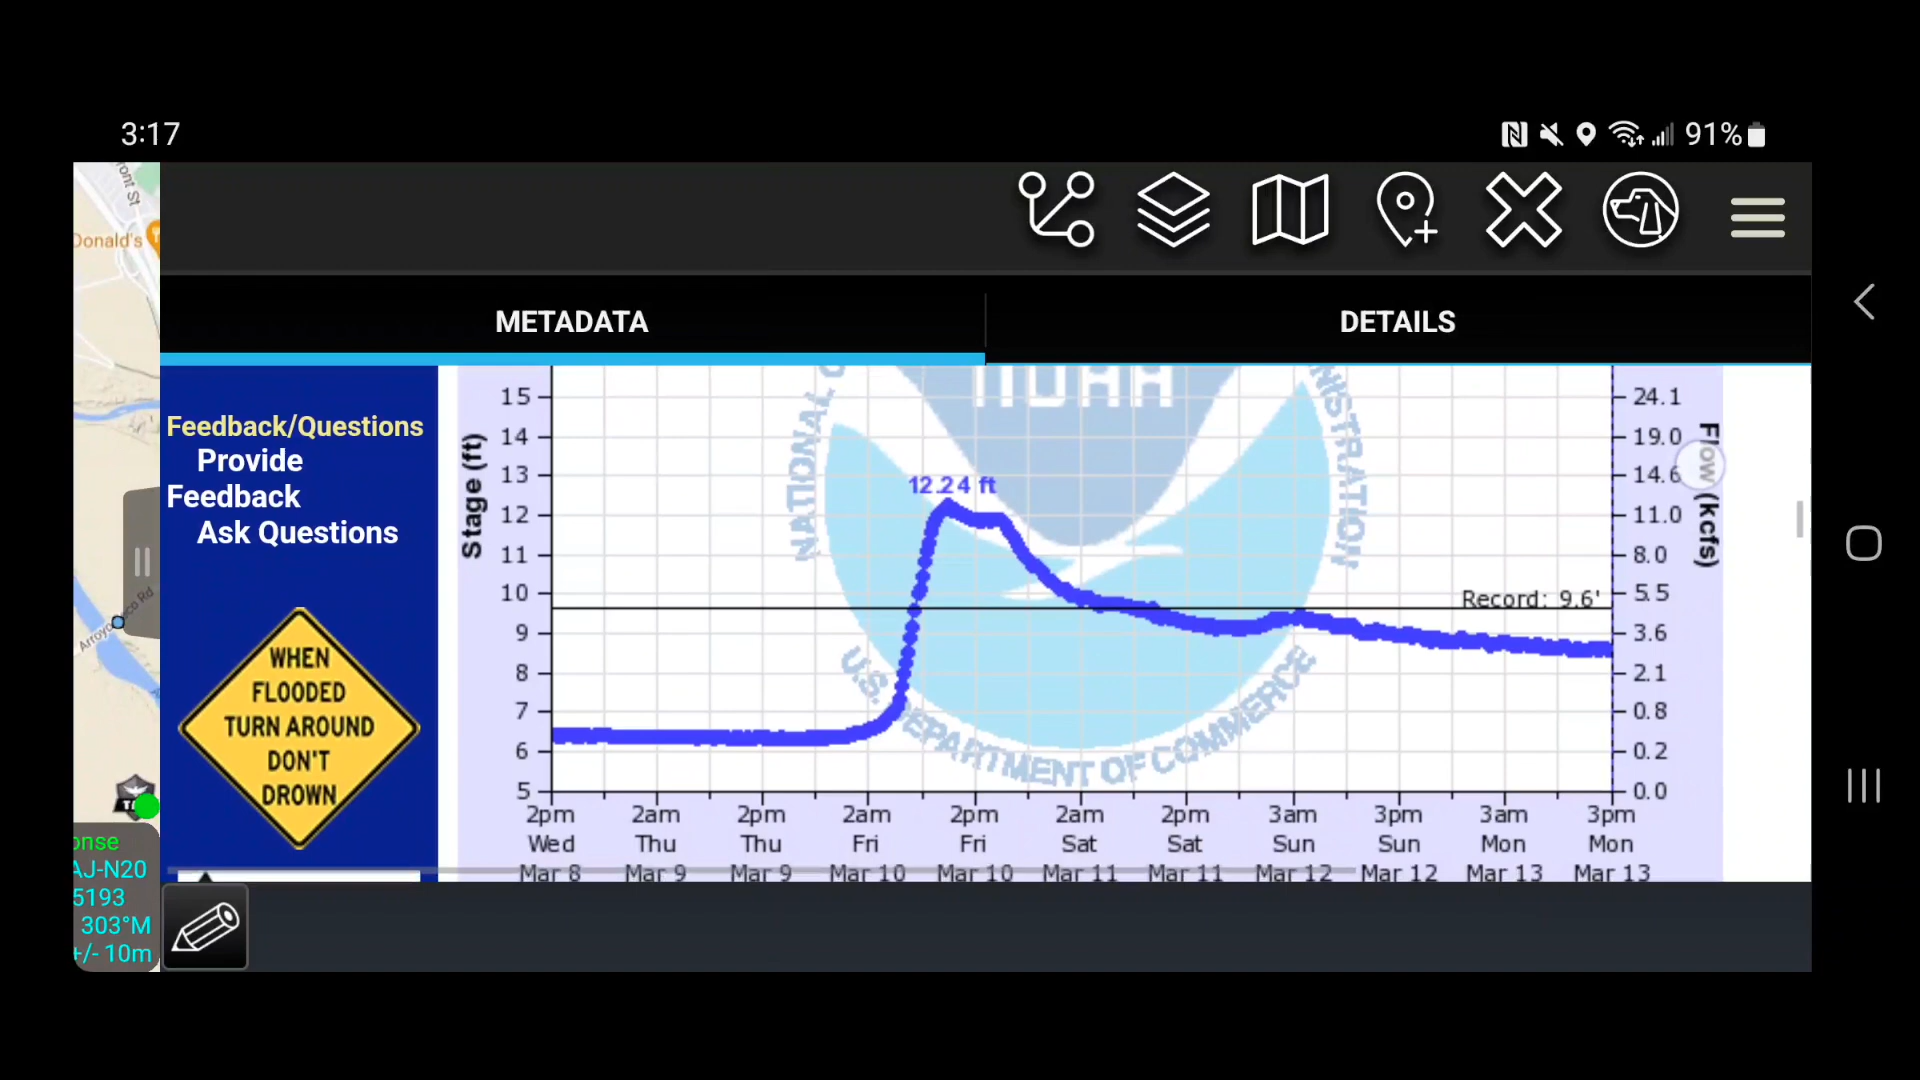 3:17
91%
ront St
Donald's
METADATA
DETAILS
Feedback/Questions
Provide
Feedback
Ask Questions
WHEN
FLOODED
TURN AROUND
DON'T
DROWN
NOAA
NATIONAL O
NISTRATION
U.S. DEPARTMENT OF COMMERCE
Stage (ft)
15
14
13
12
11
10
9
8
7
6
5
12.24 ft
Record: 9.6'
24.1
19.0
14.6
11.0
8.0
5.5
3.6
2.1
0.8
0.2
0.0
Flow (kcfs)
2pm 2am 2pm 2am 2pm 2am 2pm 3am 3pm 3am 3pm
Wed Thu Thu Fri Fri Sat Sat Sun Sun Mon Mon
Mar 8 Mar 9 Mar 9 Mar 10 Mar 10 Mar 11 Mar 11 Mar 12 Mar 12 Mar 13 Mar 13
Arroyo Seco Rd
onse
AJ-N20
5193
303°M
+/- 10m